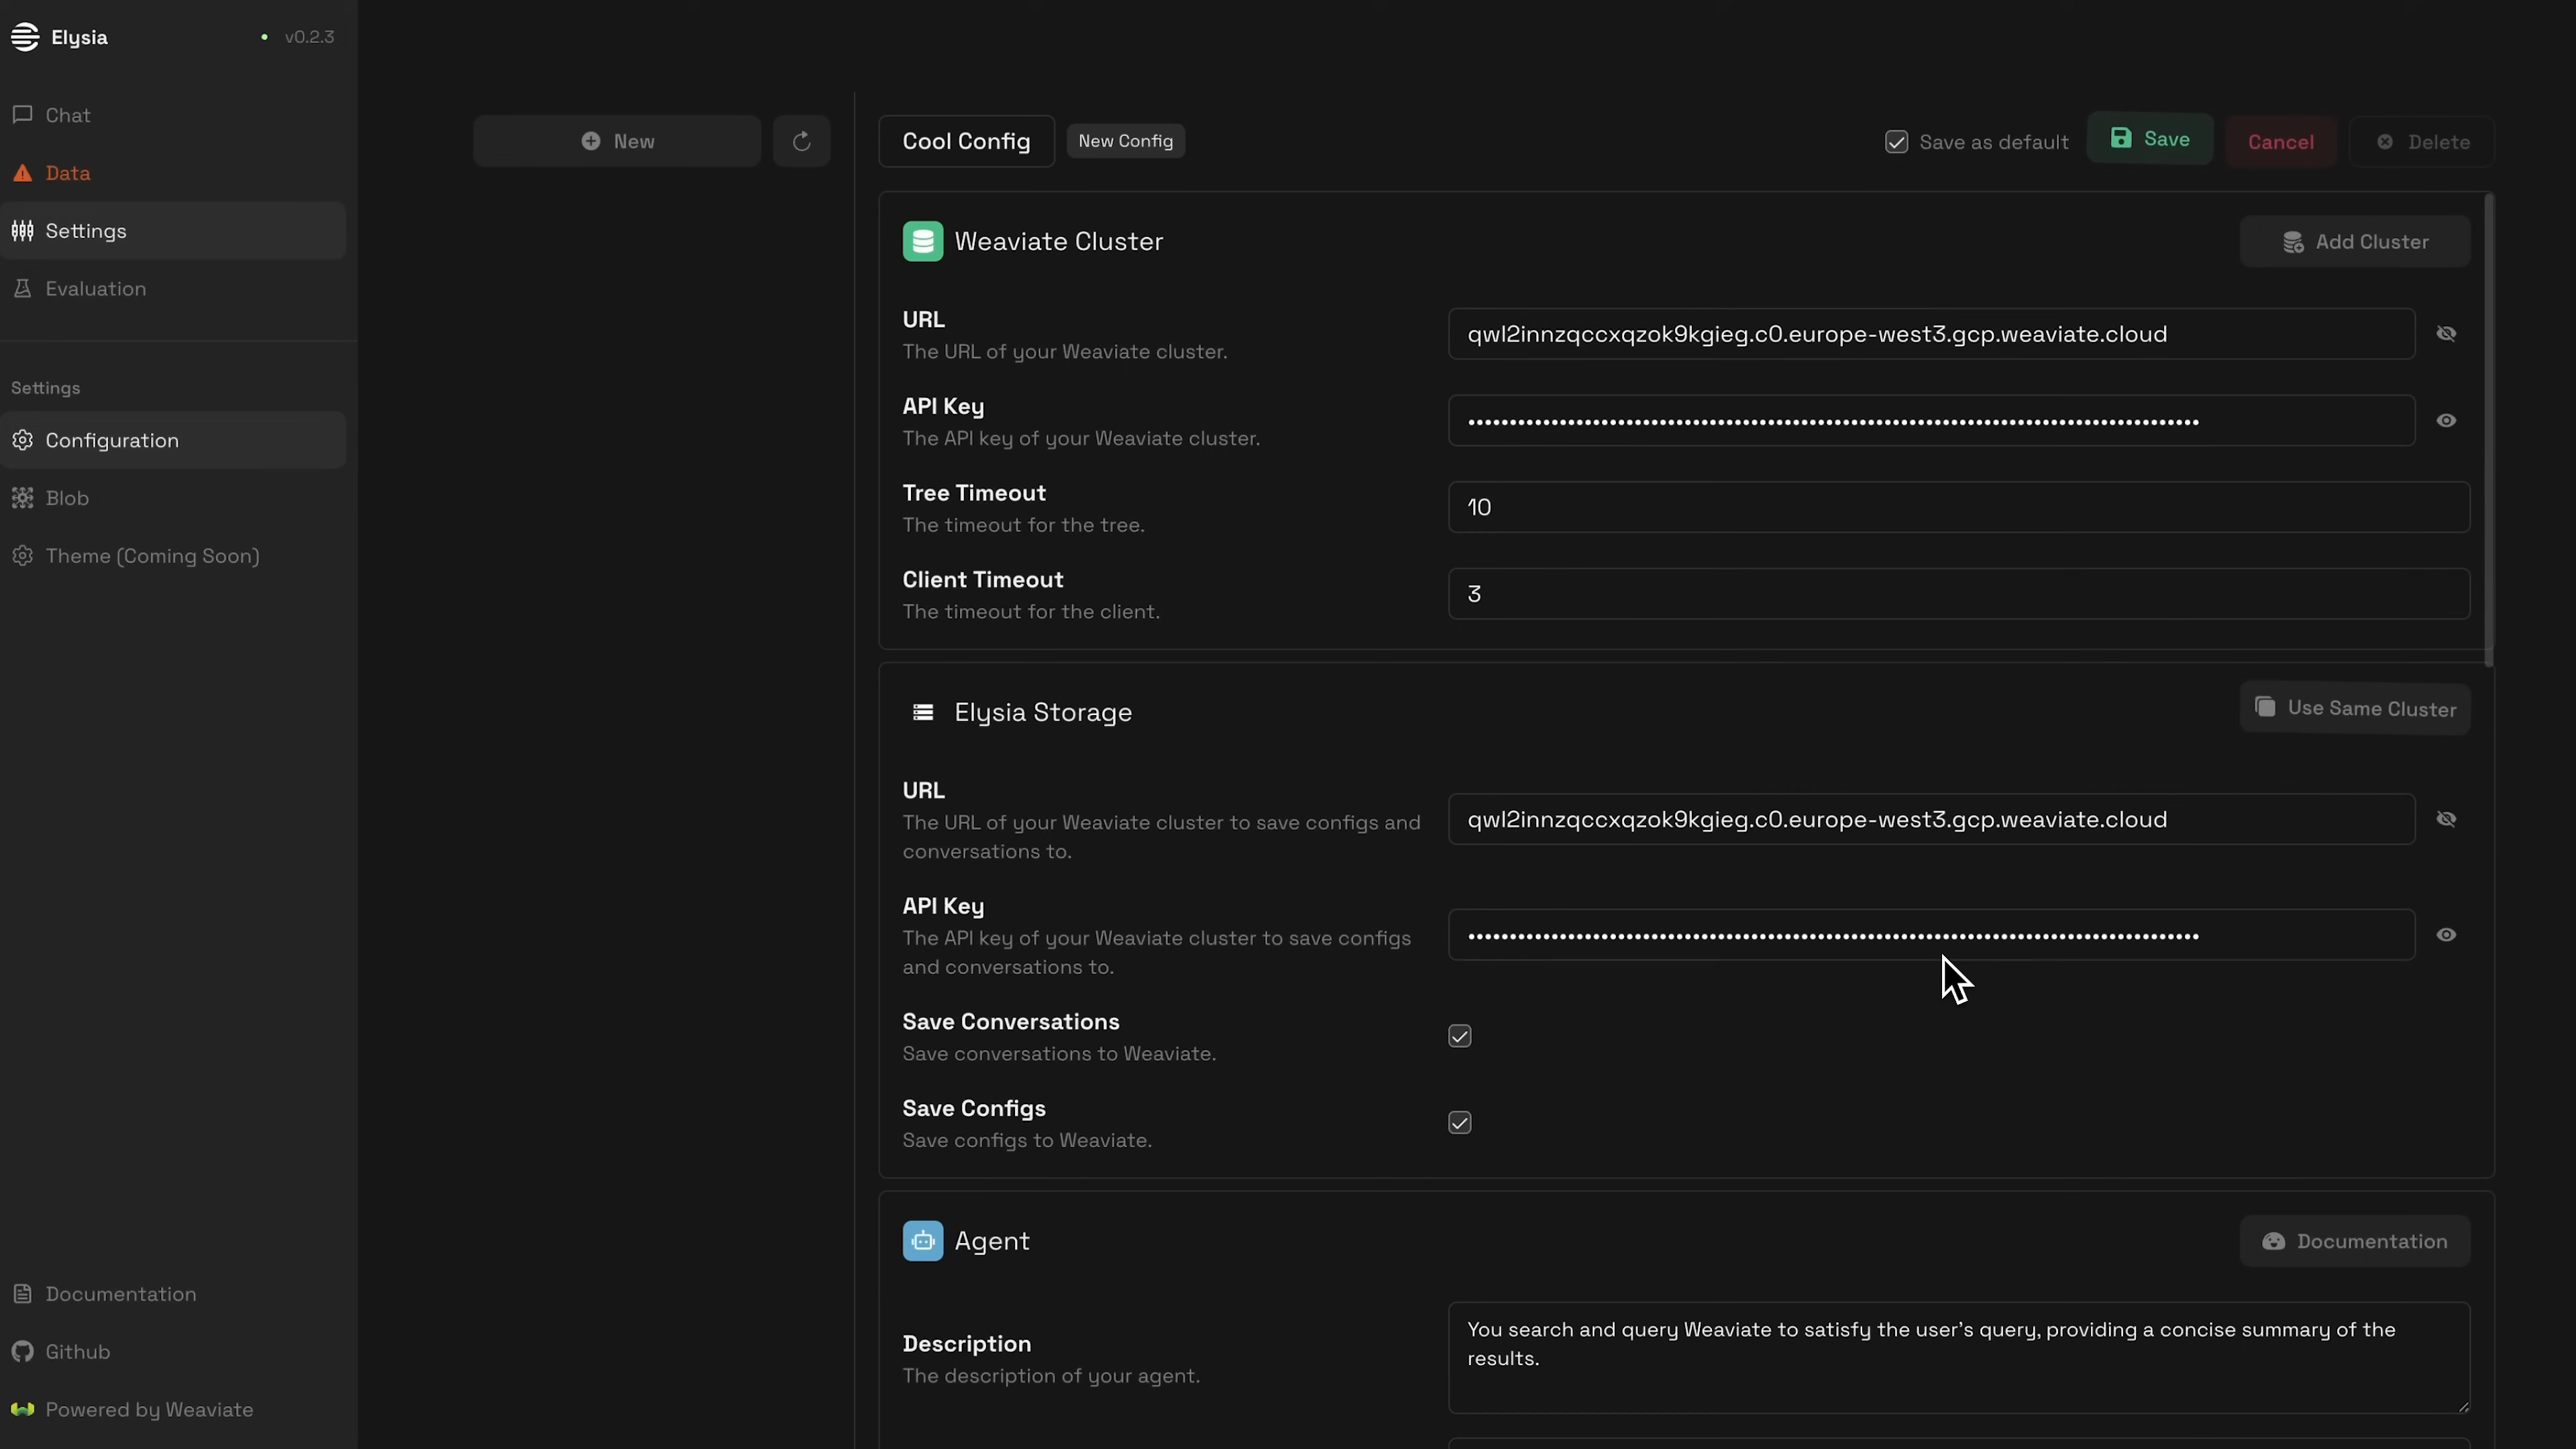 Elysia
v0.2.3
Chat
Data
Settings
Evaluation
Settings
Configuration
Blob
Theme (Coming Soon)
Documentation
Github
Powered by Weaviate
New
Cool Config
New Config
Save as default
Save
Cancel
Delete
Weaviate Cluster
Add Cluster
URL
The URL of your Weaviate cluster.
qwl2innzqccxqzok9kgieg.c0.europe-west3.gcp.weaviate.cloud
API Key
The API key of your Weaviate cluster.
Tree Timeout
The timeout for the tree.
10
Client Timeout
The timeout for the client.
3
Elysia Storage
Use Same Cluster
URL
The URL of your Weaviate cluster to save configs and
conversations to.
qwl2innzqccxqzok9kgieg.c0.europe-west3.gcp.weaviate.cloud
API Key
The API key of your Weaviate cluster to save configs
and conversations to.
Save Conversations
Save conversations to Weaviate.
Save Configs
Save configs to Weaviate.
Agent
Documentation
Description
The description of your agent.
You search and query Weaviate to satisfy the user's query, providing a concise summary of the
results.